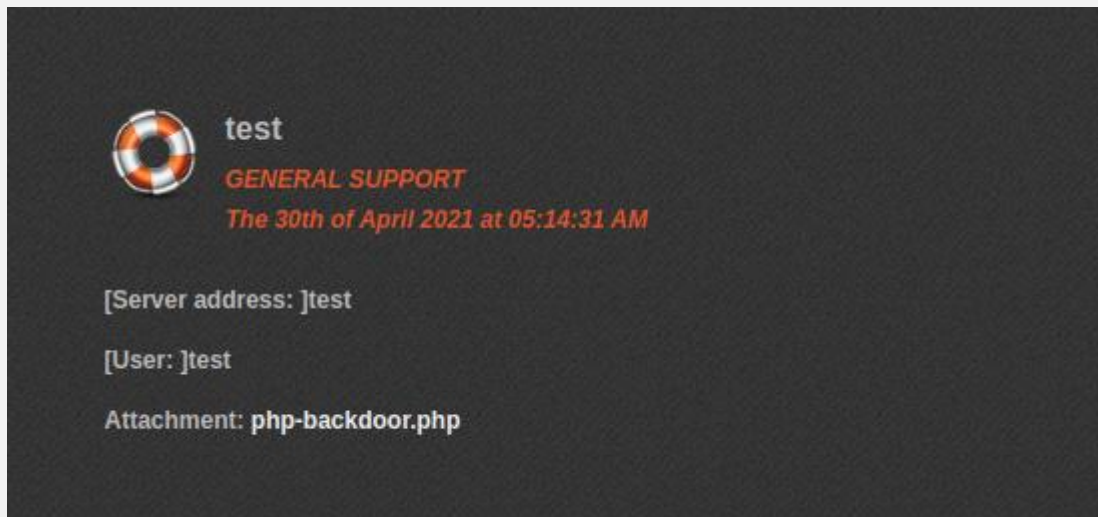 test
GENERAL SUPPORT
The 30th of April 2021 at 05:14:31 AM
[Server address: ]test
[User: ]test
Attachment: php-backdoor.php